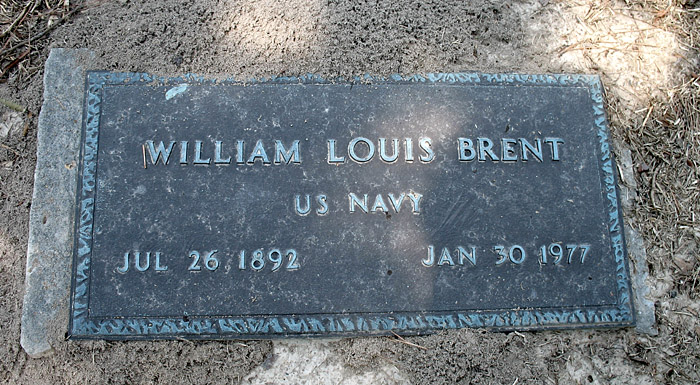 WILLIAM LOUIS BRENT
US NAVY
JUL 26 1892 JAN 30 1977